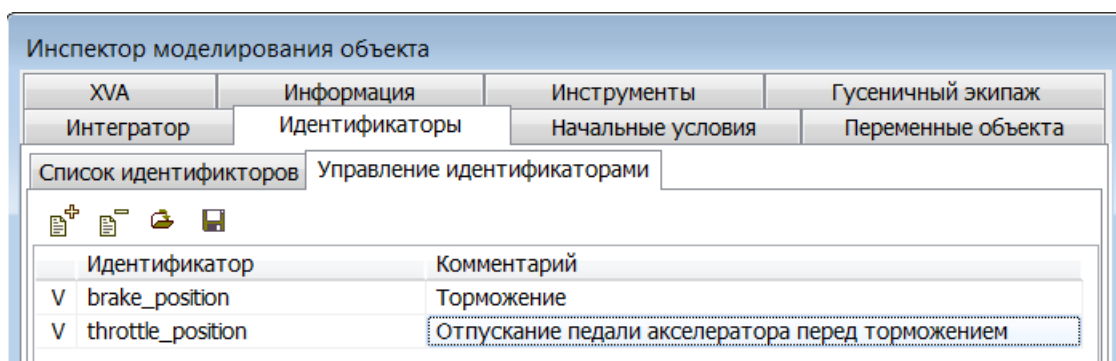 Инспектор моделирования объекта
XVA Информация Инструменты Гусеничный экипаж
Интегратор Идентификаторы Начальные условия Переменные объекта
Список идентификторов Управление идентификаторами
Идентификатор Комментарий
V brake_position Торможение
V throttle_position Отпускание педали акселератора перед торможением